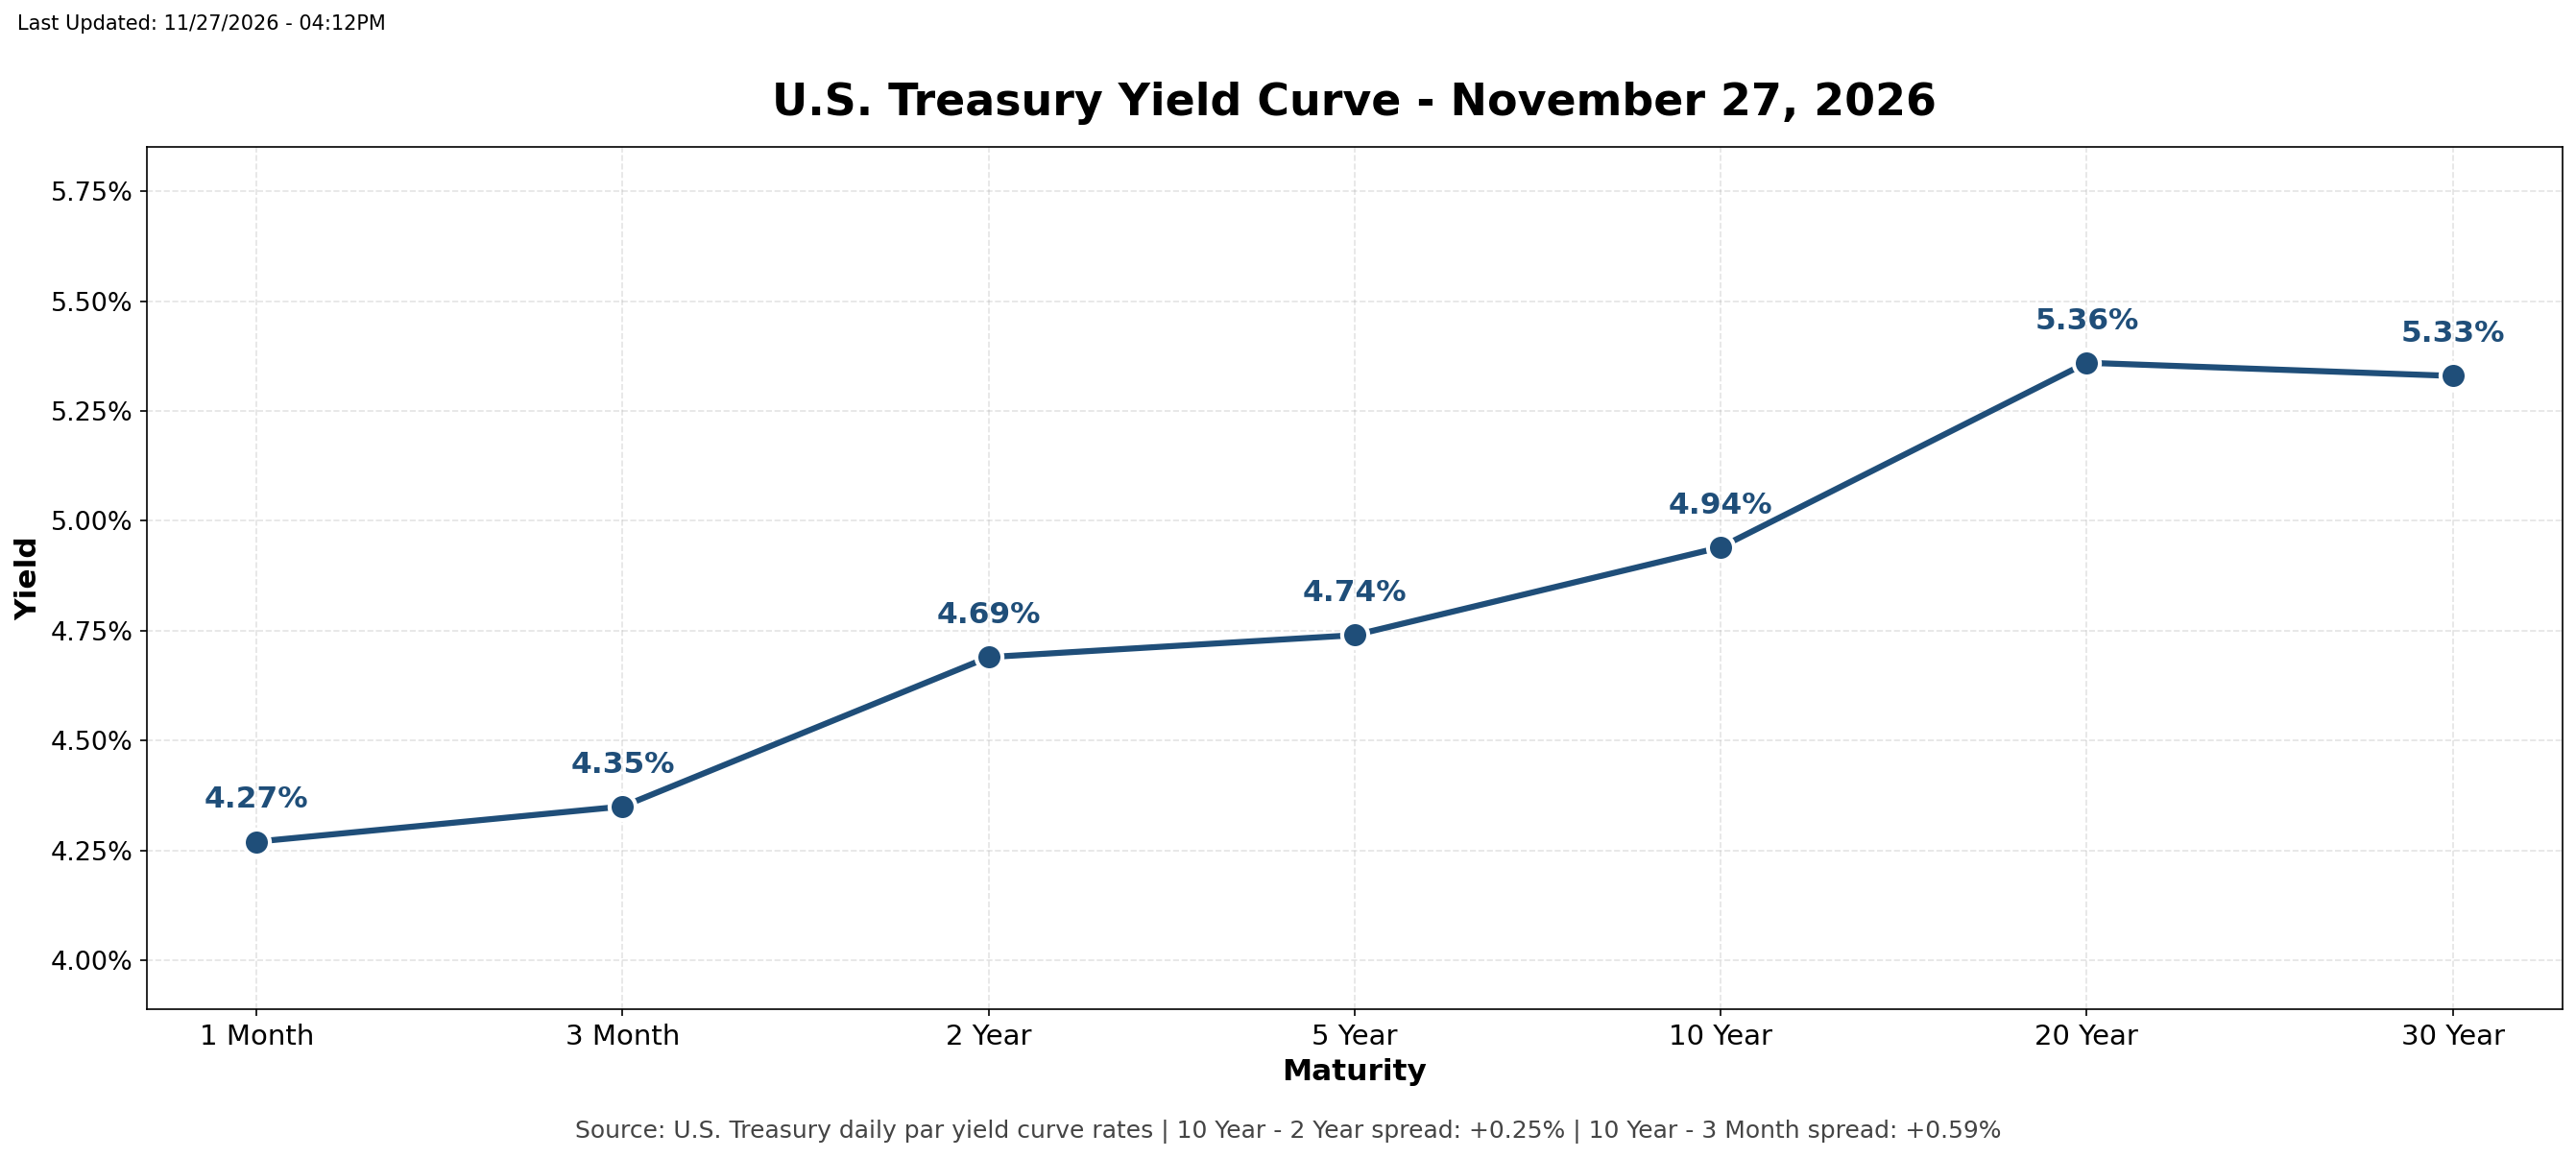 Last Updated: 11/27/2026 - 04:12PM
U.S. Treasury Yield Curve - November 27, 2026
5.75%
5.50%
5.25%
5.00%
4.75%
4.50%
4.25%
4.00%
Yield
4.27%
4.35%
4.69%
4.74%
4.94%
5.36%
5.33%
1 Month
3 Month
2 Year
5 Year
10 Year
20 Year
30 Year
Maturity
Source: U.S. Treasury daily par yield curve rates | 10 Year - 2 Year spread: +0.25% | 10 Year - 3 Month spread: +0.59%